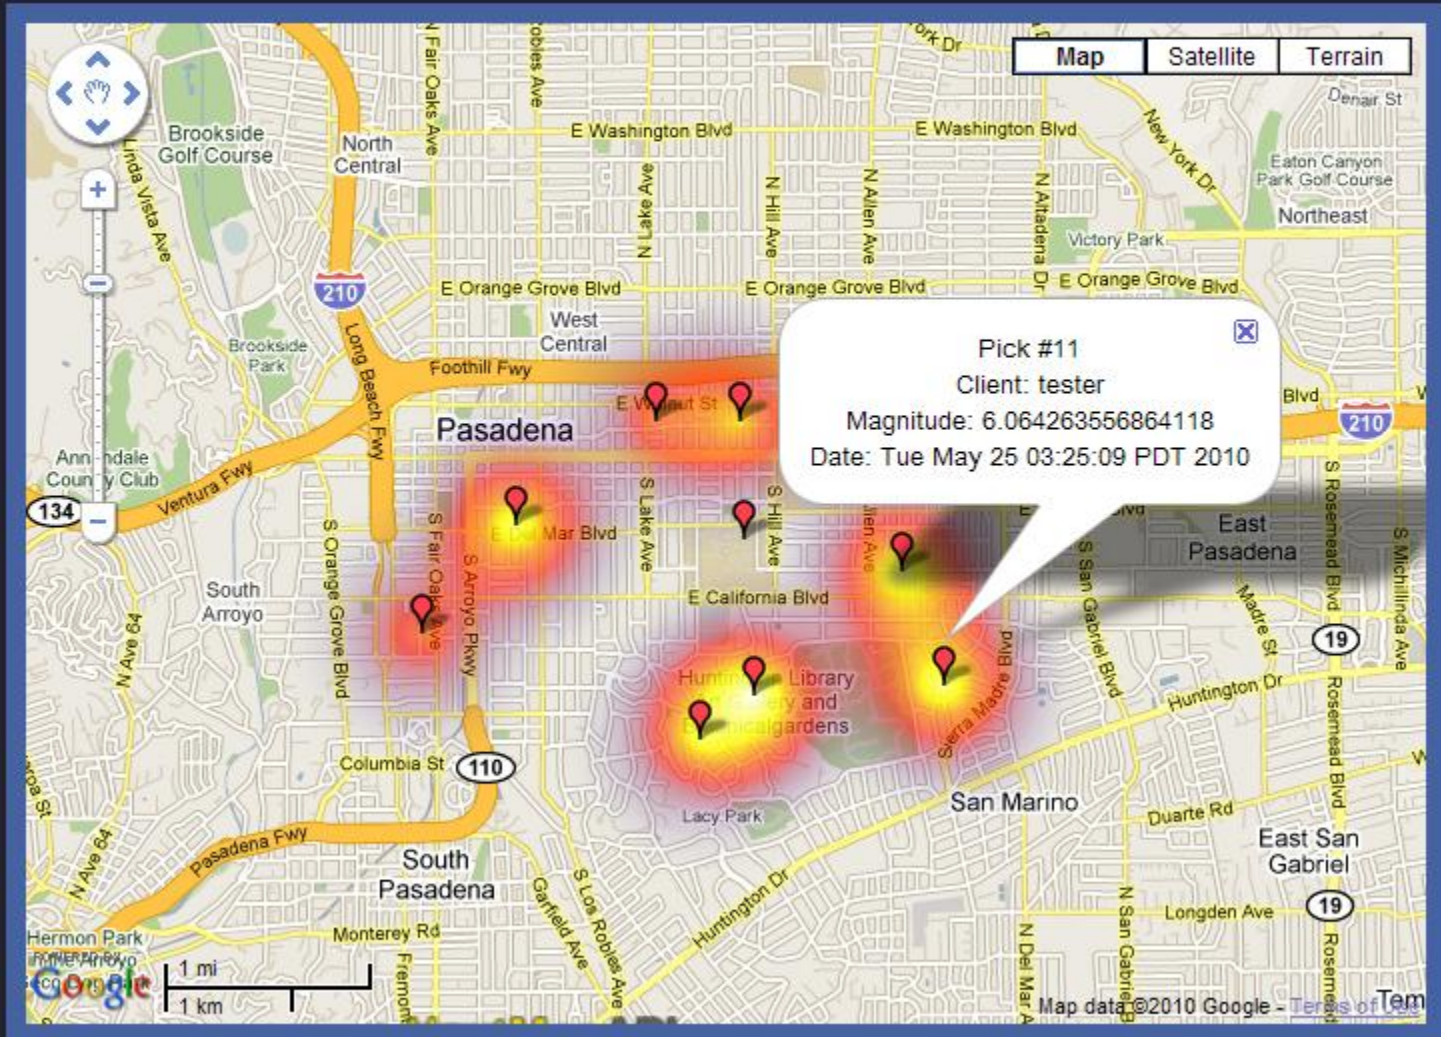 Map
Satellite
Terrain
York Dr
Denair St
N Fair Oaks Ave
Robles Ave
E Washington Blvd
E Washington Blvd
Brookside
Golf Course
North
Central
Linda Vista Ave
New York Dr
Eaton Canyon
Park Golf Course
Northeast
N Lake Ave
N Hill Ave
N Allen Ave
N Altadena Dr
Victory Park
210
E Orange Grove Blvd
E Orange Grove Blvd
E Orange Grove Blvd
West
Central
Brookside
Park
Long Beach Fwy
Foothill Fwy
Pick #11
Client: tester
Magnitude: 6.064263556864118
Date: Tue May 25 03:25:09 PDT 2010
Blvd
210
Pasadena
Ventura Fwy
134
S Orange Grove Blvd
S Arroyo Pkwy
Mar Blvd
S Lake Ave
S Hill Ave
East
Pasadena
S San Gabriel Blvd
S Rosemead Blvd
S Michillinda Ave
South
Arroyo
E California Blvd
Madre St
19
N Ave 64
Library
and
Sierra Madre Blvd
Huntington Dr
Rosemead Blvd
Columbia St
110
San Marino
Lacy Park
Duarte Rd
East San
Gabriel
Pasadena Fwy
N Ave 64
South
Pasadena
Garfield Ave
S Los Robles Ave
Huntington Dr
N San Gabriel B
Longden Ave
19
Rosemead
Hermon Park
Monterey Rd
N Del Mar A
Fremont
POWERED BY
Google
1 mi
1 km
Map data ©2010 Google - Terms of Use
Tem